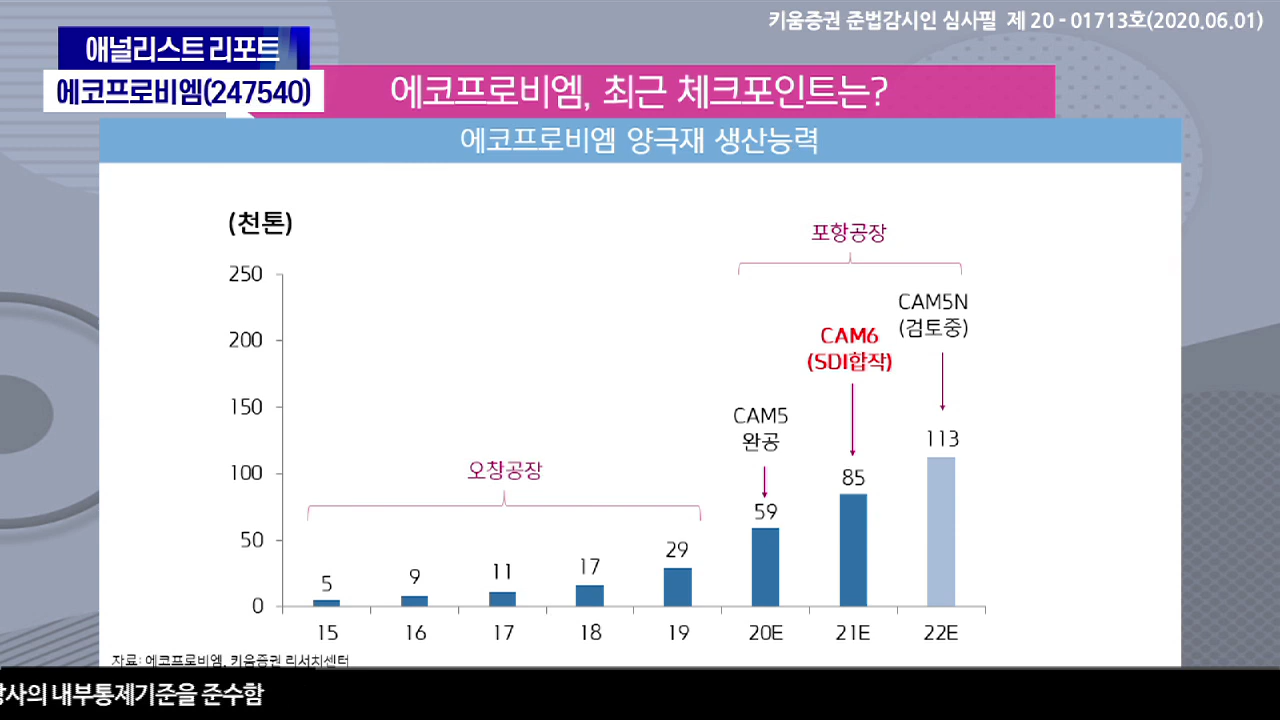 키움증권 준법감시인 심사필 제 20 - 01713호(2020.06.01)
애널리스트 리포트
에코프로비엠(247540)
에코프로비엠, 최근 체크포인트는?
에코프로비엠 양극재 생산능력
(천톤)
포항공장
250
CAM5N
(검토중)
200
CAM6
(SDI합작)
150
CAM5
완공
113
100
오창공장
85
59
50
29
17
11
9
5
0
15 16 17 18 19 20E 21E 22E
자료: 에코프로비엠, 키움증권 리서치센터
당사의 내부통제기준을 준수함